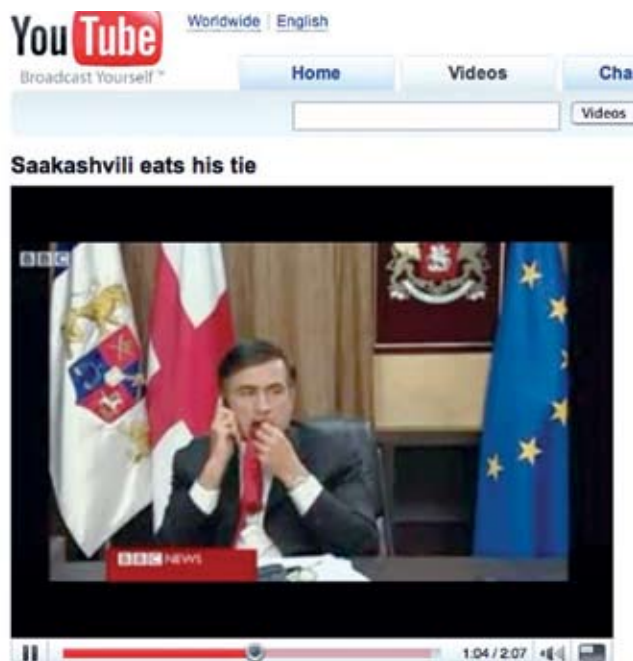 You Tube
Worldwide English
Broadcast Yourself™
Home Videos Cha
Videos
Saakashvili eats his tie
BBC
BBC NEWS
1:04 / 2:07